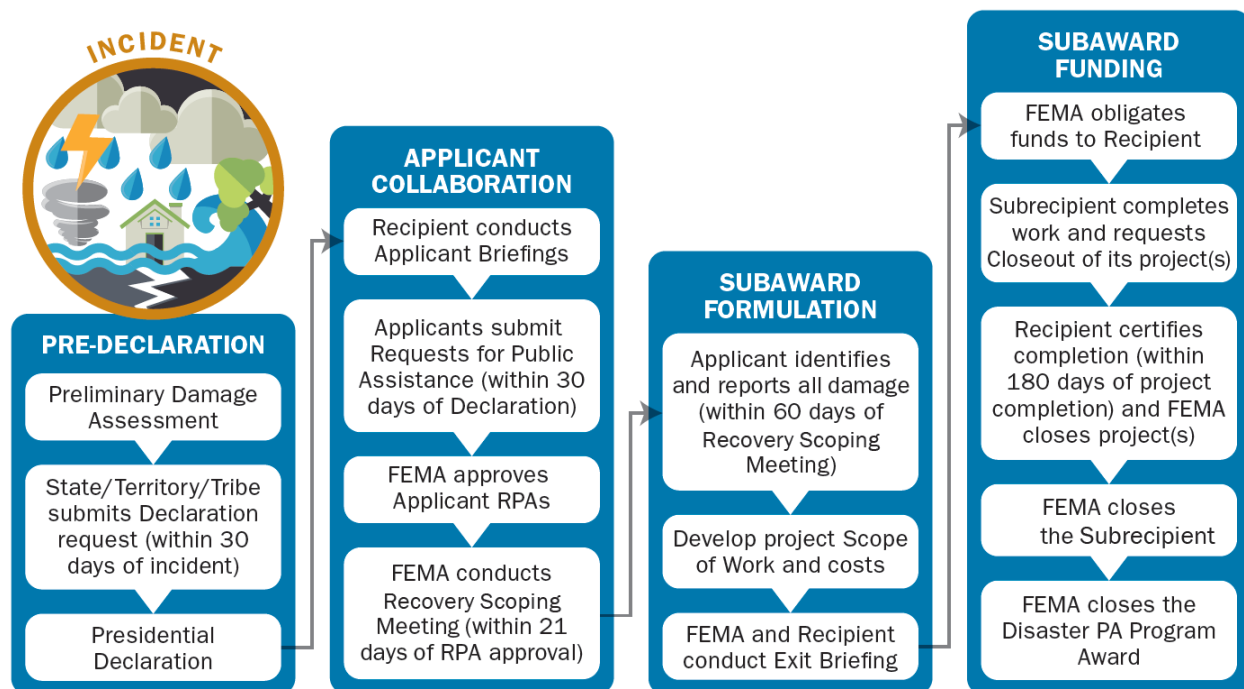 INCIDENT
PRE-DECLARATION
Preliminary Damage
Assessment
State/Territory/Tribe
submits Declaration
request (within 30
days of incident)
Presidential
Declaration
APPLICANT
COLLABORATION
Recipient conducts
Applicant Briefings
Applicants submit
Requests for Public
Assistance (within 30
days of Declaration)
FEMA approves
Applicant RPAs
FEMA conducts
Recovery Scoping
Meeting (within 21
days of RPA approval)
SUBAWARD
FORMULATION
Applicant identifies
and reports all damage
(within 60 days of
Recovery Scoping
Meeting)
Develop project Scope
of Work and costs
FEMA and Recipient
conduct Exit Briefing
SUBAWARD
FUNDING
FEMA obligates
funds to Recipient
Subrecipient completes
work and requests
Closeout of its project(s)
Recipient certifies
completion (within
180 days of project
completion) and FEMA
closes project(s)
FEMA closes
the Subrecipient
FEMA closes the
Disaster PA Program
Award